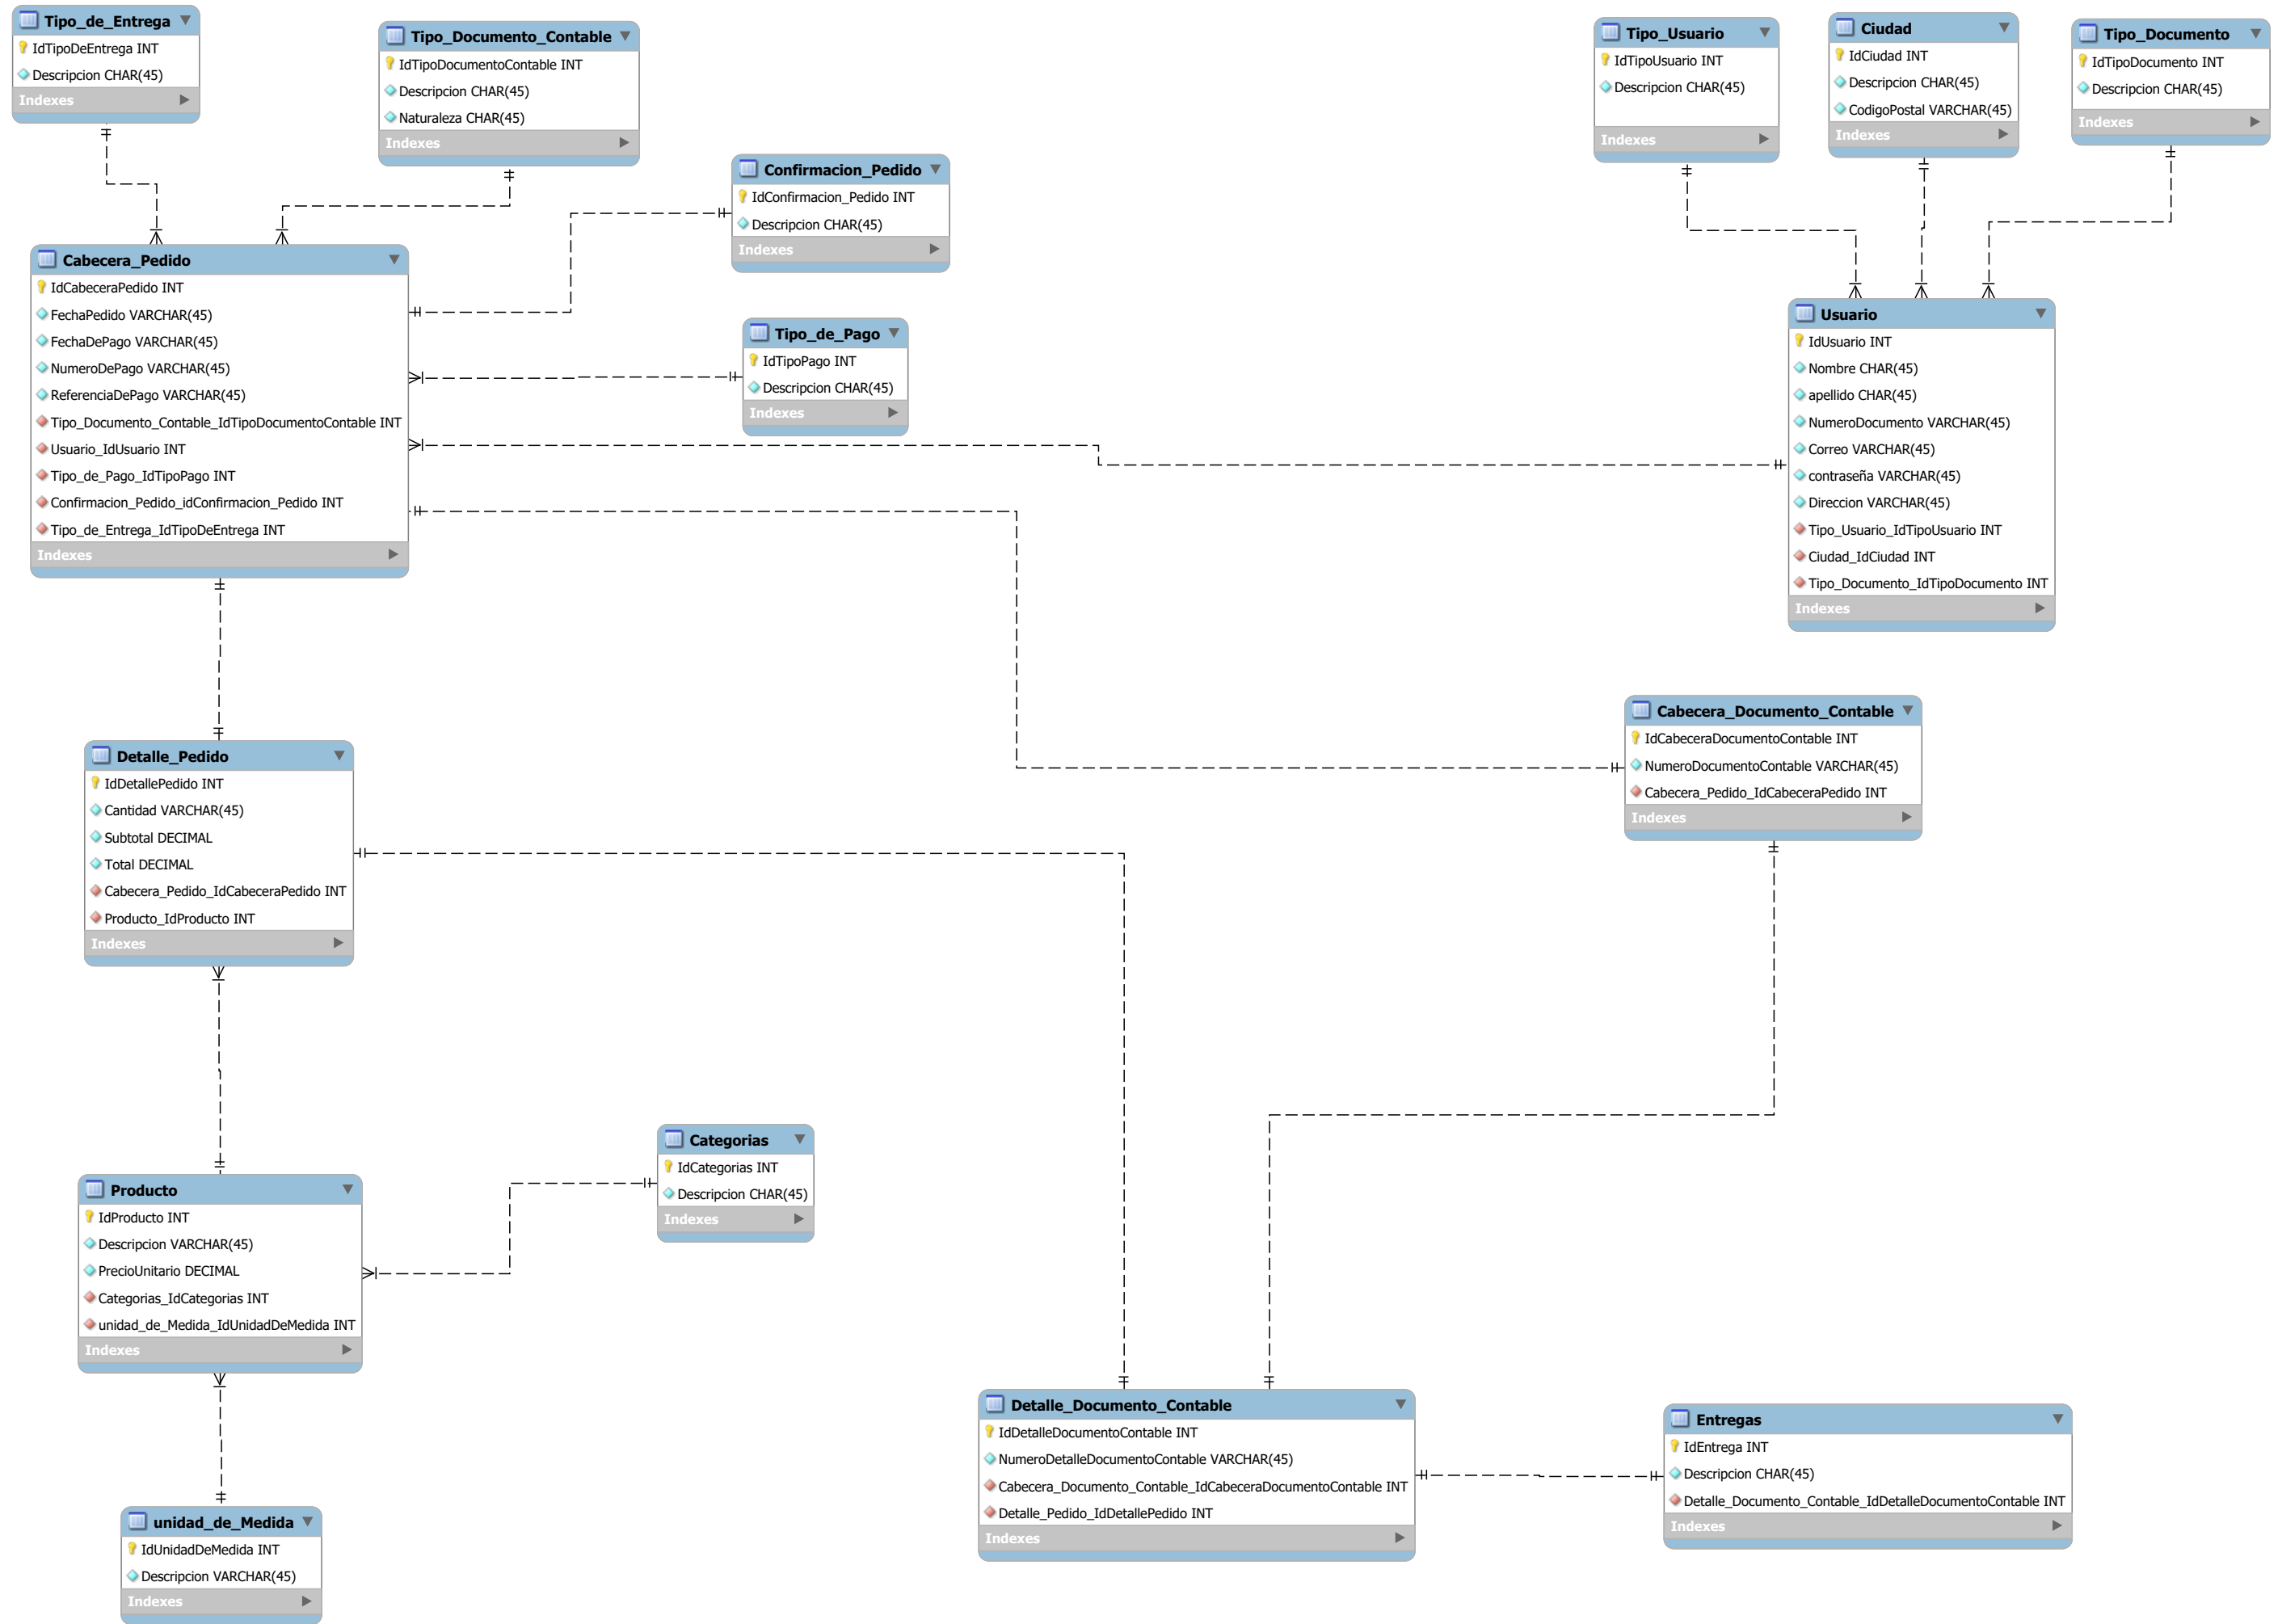 Tipo_de_Entrega
IdTipoDeEntrega INT
Descripcion CHAR(45)
Indexes
Tipo_Documento_Contable
IdTipoDocumentoContable INT
Descripcion CHAR(45)
Naturaleza CHAR(45)
Indexes
Confirmacion_Pedido
IdConfirmacion_Pedido INT
Descripcion CHAR(45)
Indexes
Tipo_Usuario
IdTipoUsuario INT
Descripcion CHAR(45)
Indexes
Ciudad
IdCiudad INT
Descripcion CHAR(45)
CodigoPostal VARCHAR(45)
Indexes
Tipo_Documento
IdTipoDocumento INT
Descripcion CHAR(45)
Indexes
Cabecera_Pedido
IdCabeceraPedido INT
FechaPedido VARCHAR(45)
FechaDePago VARCHAR(45)
NumeroDePago VARCHAR(45)
ReferenciaDePago VARCHAR(45)
Tipo_Documento_Contable_IdTipoDocumentoContable INT
Usuario_IdUsuario INT
Tipo_de_Pago_IdTipoPago INT
Confirmacion_Pedido_idConfirmacion_Pedido INT
Tipo_de_Entrega_IdTipoDeEntrega INT
Indexes
Tipo_de_Pago
IdTipoPago INT
Descripcion CHAR(45)
Indexes
Usuario
IdUsuario INT
Nombre CHAR(45)
apellido CHAR(45)
NumeroDocumento VARCHAR(45)
Correo VARCHAR(45)
contraseña VARCHAR(45)
Direccion VARCHAR(45)
Tipo_Usuario_IdTipoUsuario INT
Ciudad_IdCiudad INT
Tipo_Documento_IdTipoDocumento INT
Indexes
Cabecera_Documento_Contable
IdCabeceraDocumentoContable INT
NumeroDocumentoContable VARCHAR(45)
Cabecera_Pedido_IdCabeceraPedido INT
Indexes
Detalle_Pedido
IdDetallePedido INT
Cantidad VARCHAR(45)
Subtotal DECIMAL
Total DECIMAL
Cabecera_Pedido_IdCabeceraPedido INT
Producto_IdProducto INT
Indexes
Categorias
IdCategorias INT
Descripcion CHAR(45)
Indexes
Producto
IdProducto INT
Descripcion VARCHAR(45)
PrecioUnitario DECIMAL
Categorias_IdCategorias INT
unidad_de_Medida_IdUnidadDeMedida INT
Indexes
Detalle_Documento_Contable
IdDetalleDocumentoContable INT
NumeroDetalleDocumentoContable VARCHAR(45)
Cabecera_Documento_Contable_IdCabeceraDocumentoContable INT
Detalle_Pedido_IdDetallePedido INT
Indexes
Entregas
IdEntrega INT
Descripcion CHAR(45)
Detalle_Documento_Contable_IdDetalleDocumentoContable INT
Indexes
unidad_de_Medida
IdUnidadDeMedida INT
Descripcion VARCHAR(45)
Indexes